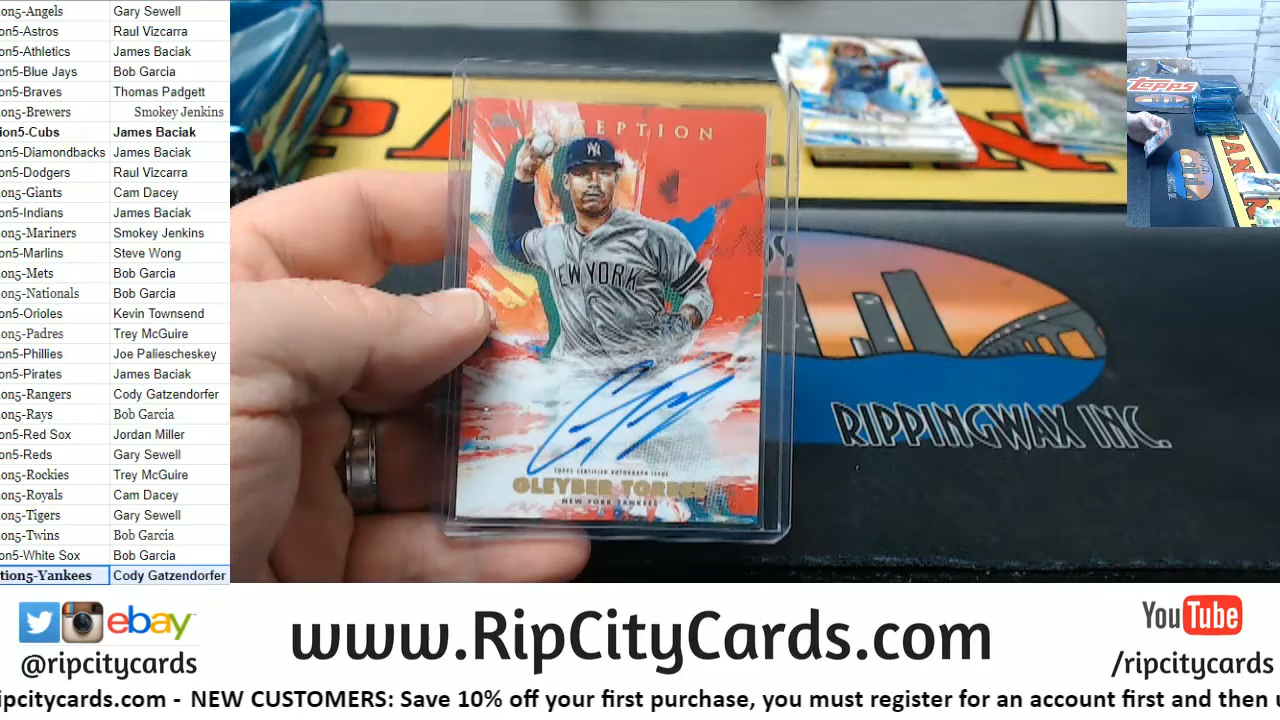 ion5-Angels Gary Sewell
on5-Astros Raul Vizcarra
on5-Athletics James Baciak
on5-Blue Jays Bob Garcia
on5-Braves Thomas Padgett
on5-Brewers Smokey Jenkins
tion5-Cubs James Baciak
on5-Diamondbacks James Baciak
on5-Dodgers Raul Vizcarra
on5-Giants Cam Dacey
on5-Indians James Baciak
on5-Mariners Smokey Jenkins
on5-Marlins Steve Wong
on5-Mets Bob Garcia
on5-Nationals Bob Garcia
on5-Orioles Kevin Townsend
on5-Padres Trey McGuire
on5-Phillies Joe Paliescheskey
on5-Pirates James Baciak
on5-Rangers Cody Gatzendorfer
on5-Rays Bob Garcia
on5-Red Sox Jordan Miller
on5-Reds Gary Sewell
on5-Rockies Trey McGuire
on5-Royals Cam Dacey
on5-Tigers Gary Sewell
on5-Twins Bob Garcia
on5-White Sox Bob Garcia
tion5-Yankees Cody Gatzendorfer
EPTION
NY
NEW YORK
TOPPS CERTIFIED AUTOGRAPH ISSUE
GLEYBER TORRES
NEW YORK YANKEES
RIPPINGWAX INC.
topps
ebay
@ripcitycards
www.RipCityCards.com
YouTube
/ripcitycards
ipcitycards.com - NEW CUSTOMERS: Save 10% off your first purchase, you must register for an account first and then u